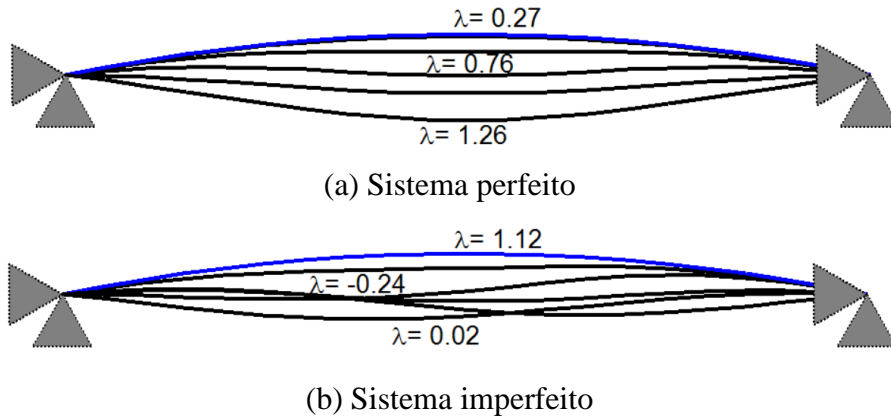 λ= 0.27
λ= 0.76
λ= 1.26
(a) Sistema perfeito
λ= 1.12
λ= -0.24
λ= 0.02
(b) Sistema imperfeito